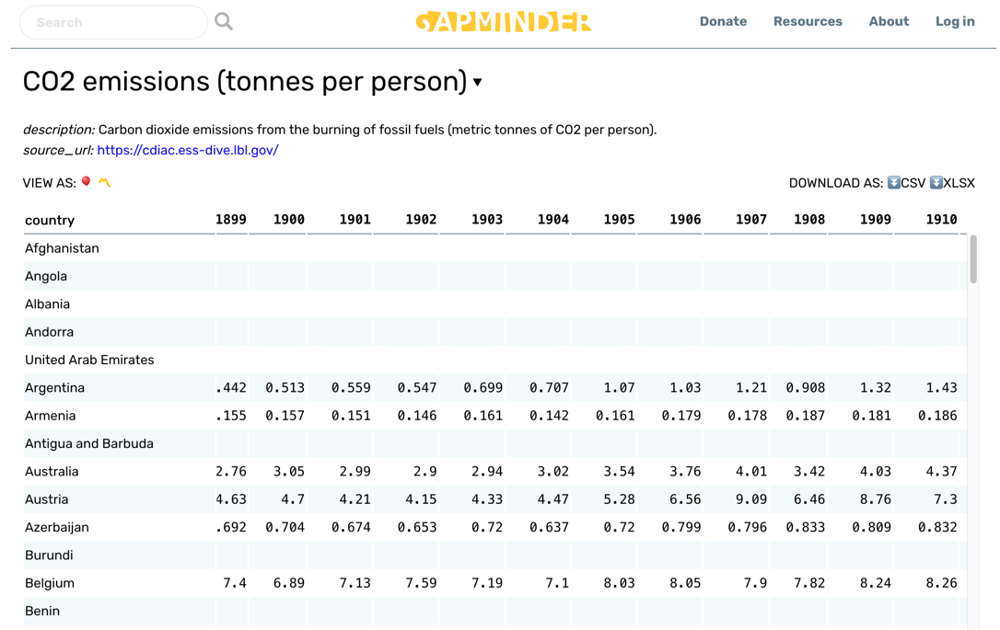 Search
GAPMINDER
Donate Resources About Log in
CO2 emissions (tonnes per person) ▾
description: Carbon dioxide emissions from the burning of fossil fuels (metric tonnes of CO2 per person).
source_url: https://cdiac.ess-dive.lbl.gov/
VIEW AS:
DOWNLOAD AS: CSV XLSX
country 1899 1900 1901 1902 1903 1904 1905 1906 1907 1908 1909 1910
Afghanistan
Angola
Albania
Andorra
United Arab Emirates
Argentina .442 0.513 0.559 0.547 0.699 0.707 1.07 1.03 1.21 0.908 1.32 1.43
Armenia .155 0.157 0.151 0.146 0.161 0.142 0.161 0.179 0.178 0.187 0.181 0.186
Antigua and Barbuda
Australia 2.76 3.05 2.99 2.9 2.94 3.02 3.54 3.76 4.01 3.42 4.03 4.37
Austria 4.63 4.7 4.21 4.15 4.33 4.47 5.28 6.56 9.09 6.46 8.76 7.3
Azerbaijan .692 0.704 0.674 0.653 0.72 0.637 0.72 0.799 0.796 0.833 0.809 0.832
Burundi
Belgium 7.4 6.89 7.13 7.59 7.19 7.1 8.03 8.05 7.9 7.82 8.24 8.26
Benin